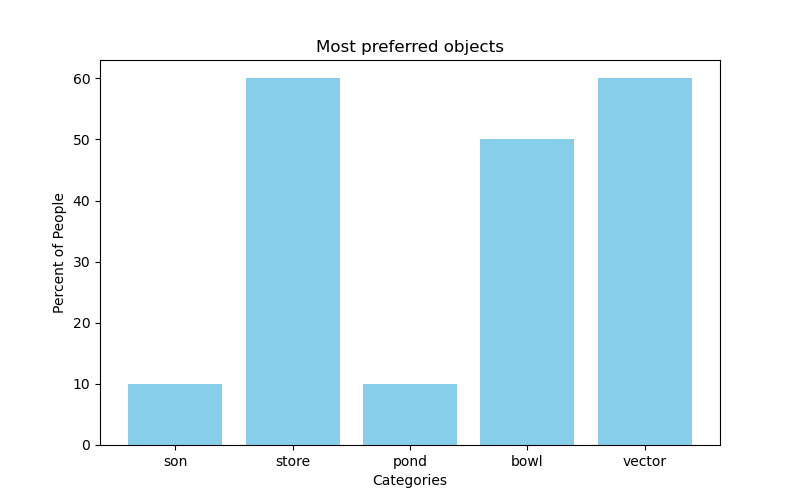 Most preferred objects
Percent of People
60
50
40
30
20
10
0
son store pond bowl vector
Categories